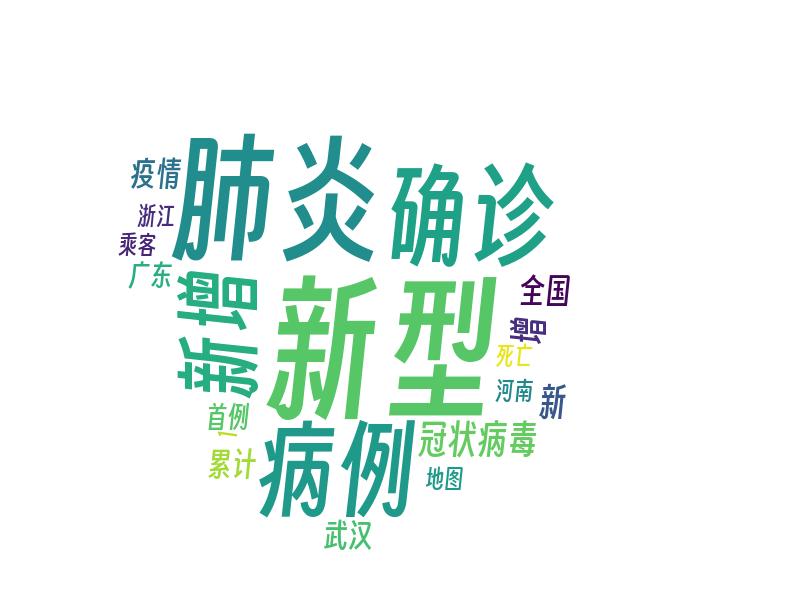 肺炎
确诊
疫情
浙江
乘客
广东
新增
新型
全国
增
死亡
河南
新
首例
一
冠状病毒
累计
病例
地图
武汉